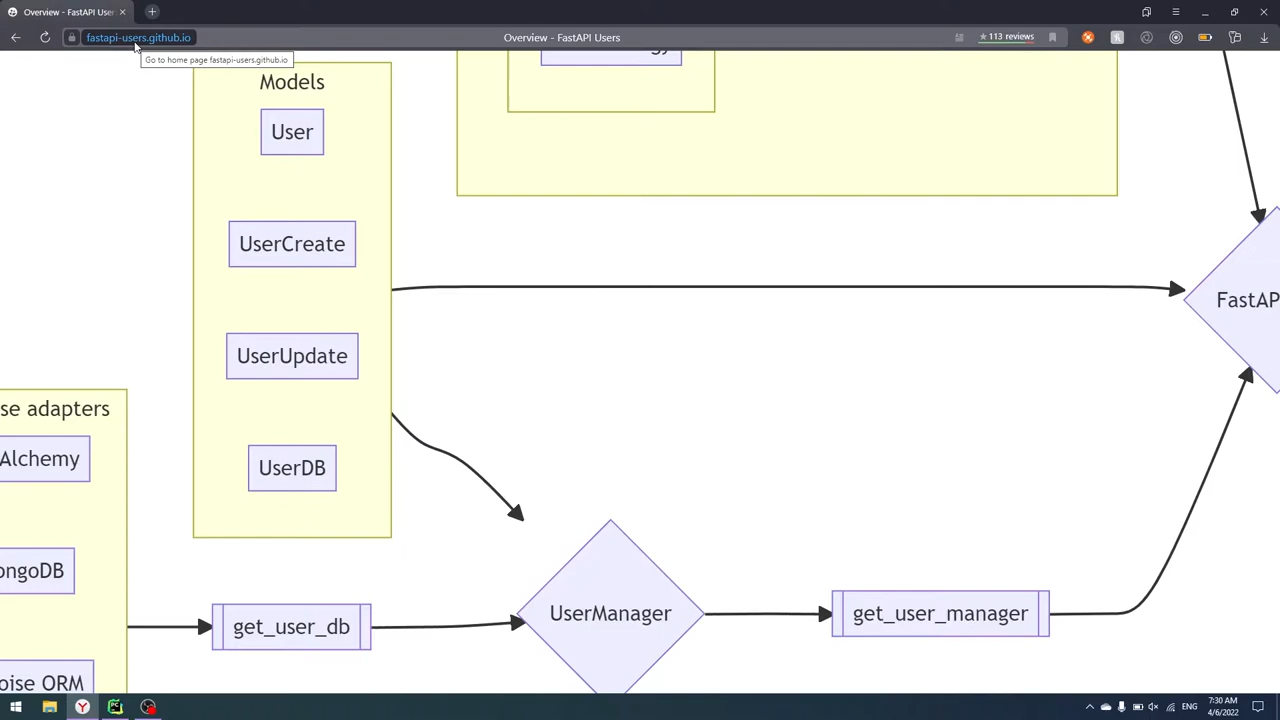 Overview - FastAPI User
fastapi-users.github.io
Overview - FastAPI Users
113 reviews
Go to home page fastapi-users.github.io
Models
User
UserCreate
UserUpdate
UserDB
FastAP
se adapters
Alchemy
ongoDB
oise ORM
get_user_db
UserManager
get_user_manager
ENG
7:30 AM
4/6/2022